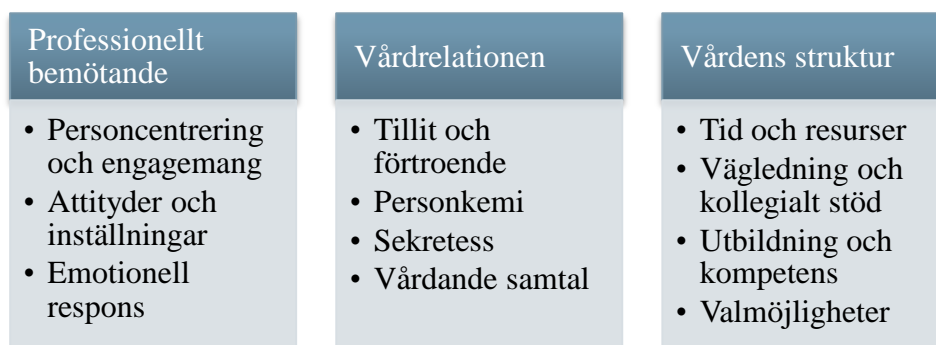 Professionellt
bemötande
• Personcentrering
och engagemang
• Attityder och
inställningar
• Emotionell
respons
Vårdrelationen
• Tillit och
förtroende
• Personkemi
• Sekretess
• Vårdande samtal
Vårdens struktur
• Tid och resurser
• Vägledning och
kollegialt stöd
• Utbildning och
kompetens
• Valmöjligheter